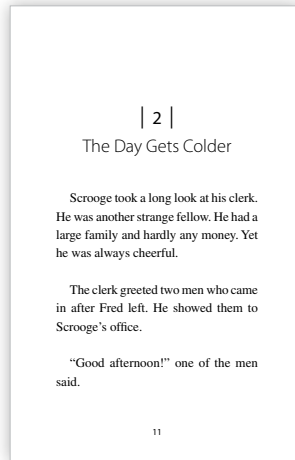 | 2 |
The Day Gets Colder
Scrooge took a long look at his clerk.
He was another strange fellow. He had a
large family and hardly any money. Yet
he was always cheerful.
The clerk greeted two men who came
in after Fred left. He showed them to
Scrooge’s office.
“Good afternoon!” one of the men
said.
11